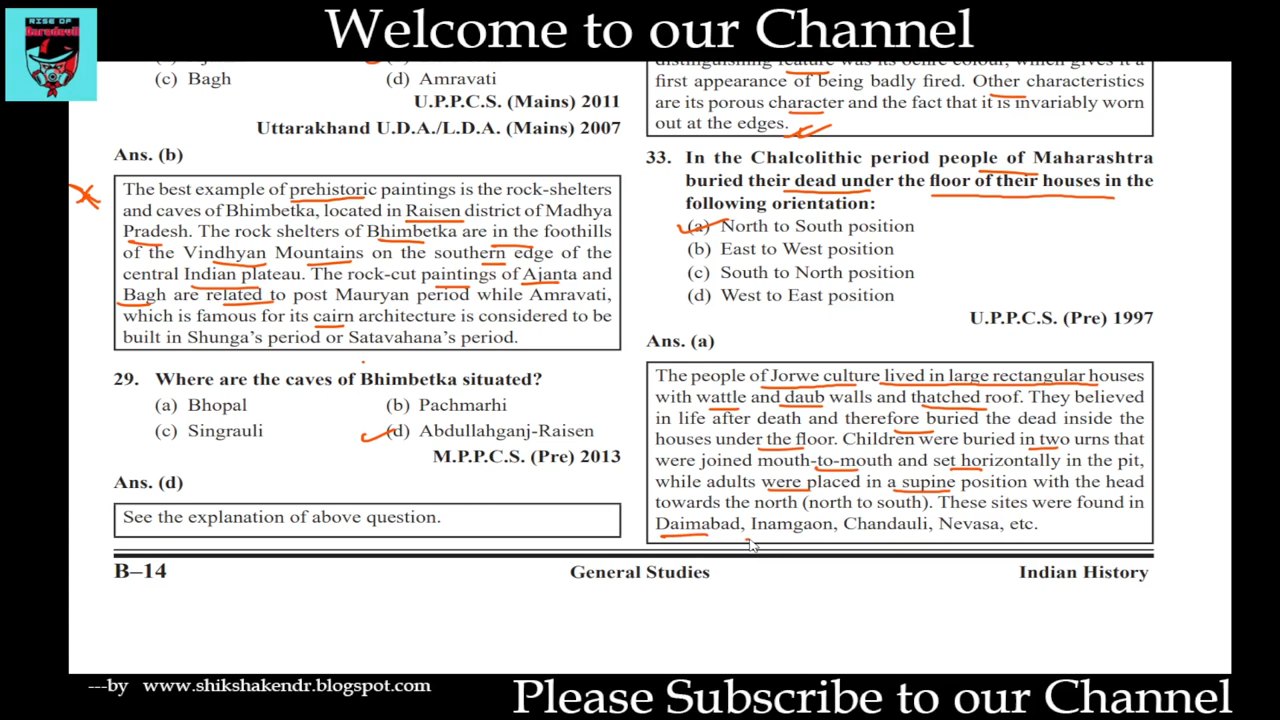 RISE OF
Daredevil
Welcome to our Channel
(c) Bagh (d) Amravati
U.P.P.C.S. (Mains) 2011
Uttarakhand U.D.A./L.D.A. (Mains) 2007
Ans. (b)
The best example of prehistoric paintings is the rock-shelters
and caves of Bhimbetka, located in Raisen district of Madhya
Pradesh. The rock shelters of Bhimbetka are in the foothills
of the Vindhyan Mountains on the southern edge of the
central Indian plateau. The rock-cut paintings of Ajanta and
Bagh are related to post Mauryan period while Amravati,
which is famous for its cairn architecture is considered to be
built in Shunga's period or Satavahana's period.
29. Where are the caves of Bhimbetka situated?
(a) Bhopal (b) Pachmarhi
(c) Singrauli (d) Abdullahganj-Raisen
M.P.P.C.S. (Pre) 2013
Ans. (d)
See the explanation of above question.
distinguishing feature was its ochre colour, which gives it a
first appearance of being badly fired. Other characteristics
are its porous character and the fact that it is invariably worn
out at the edges.
33. In the Chalcolithic period people of Maharashtra
buried their dead under the floor of their houses in the
following orientation:
(a) North to South position
(b) East to West position
(c) South to North position
(d) West to East position
U.P.P.C.S. (Pre) 1997
Ans. (a)
The people of Jorwe culture lived in large rectangular houses
with wattle and daub walls and thatched roof. They believed
in life after death and therefore buried the dead inside the
houses under the floor. Children were buried in two urns that
were joined mouth-to-mouth and set horizontally in the pit,
while adults were placed in a supine position with the head
towards the north (north to south). These sites were found in
Daimabad, Inamgaon, Chandauli, Nevasa, etc.
B–14 General Studies Indian History
---by www.shikshakendr.blogspot.com
Please Subscribe to our Channel